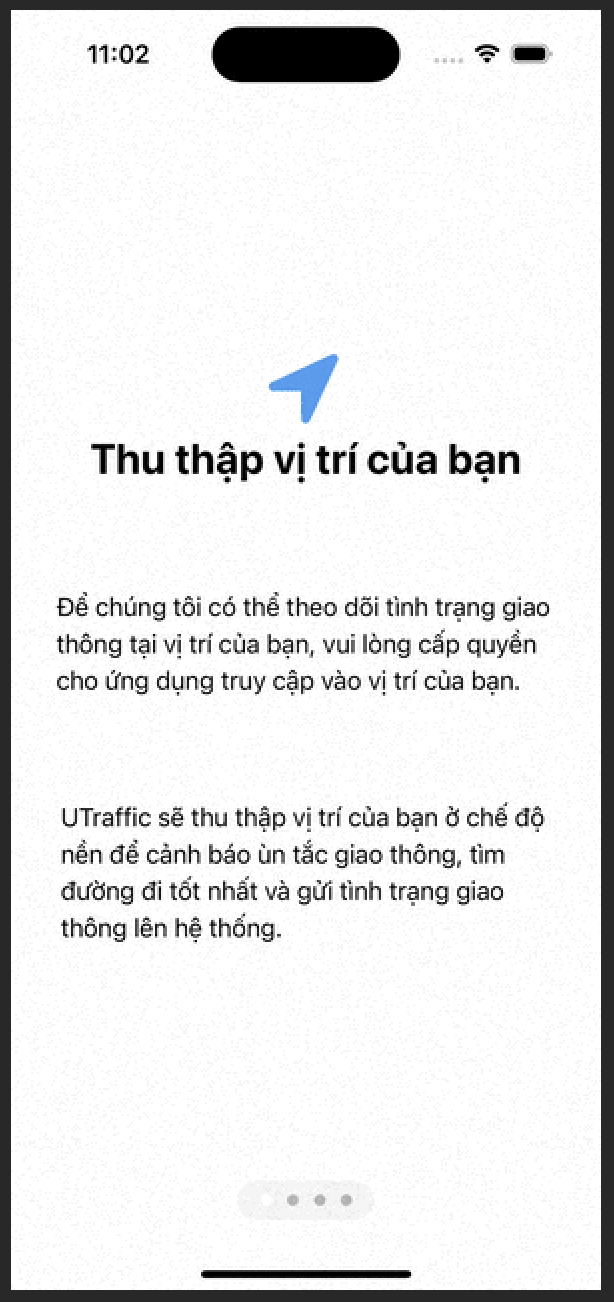 11:02
Thu thập vị trí của bạn
Để chúng tôi có thể theo dõi tình trạng giao
thông tại vị trí của bạn, vui lòng cấp quyền
cho ứng dụng truy cập vào vị trí của bạn.
UTraffic sẽ thu thập vị trí của bạn ở chế độ
nền để cảnh báo ùn tắc giao thông, tìm
đường đi tốt nhất và gửi tình trạng giao
thông lên hệ thống.